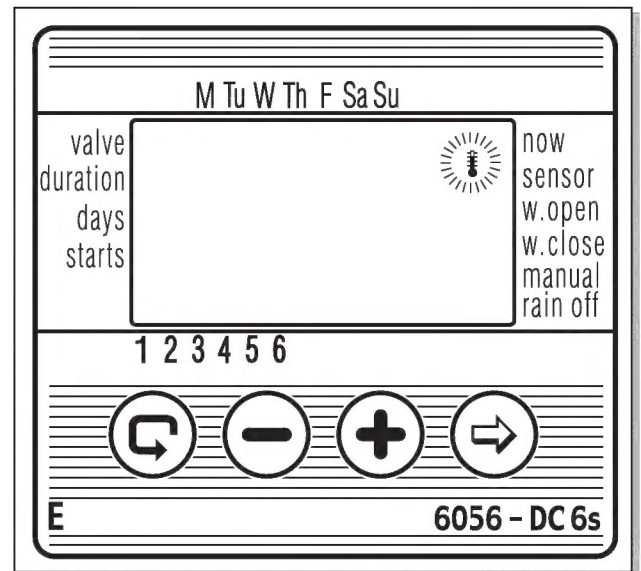 M Tu W Th F Sa Su
valve
duration
days
starts
now
sensor
w.open
w.close
manual
rain off
1 2 3 4 5 6
E
6056 – DC 6s